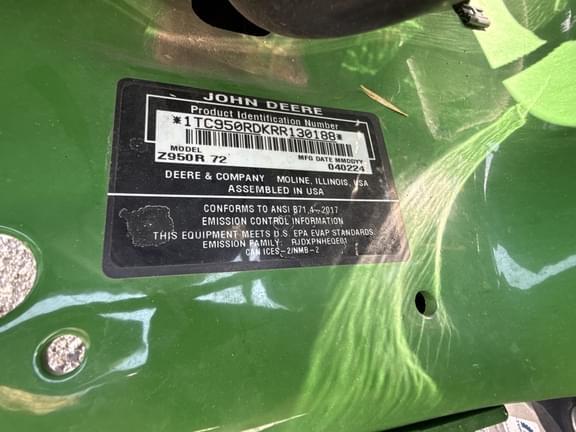 JOHN DEERE
Product Identification Number
*1TC950RDKRR130188*
MODEL MFG DATE MMDDYY
Z950R 72 040224
DEERE & COMPANY MOLINE, ILLINOIS, USA
ASSEMBLED IN USA
CONFORMS TO ANSI B71.4-2017
EMISSION CONTROL INFORMATION
THIS EQUIPMENT MEETS U.S. EPA EVAP STANDARDS
EMISSION FAMILY: RJDXPNHEQE01
CAN ICES-2/NMB-2